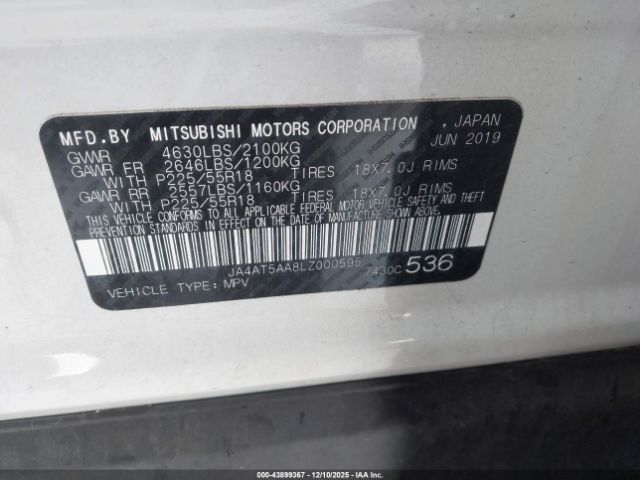 MFD.BY MITSUBISHI MOTORS CORPORATION , JAPAN
GVWR 4630LBS/2100KG JUN 2019
GAWR FR 2646LBS/1200KG
WITH P225/55R18 TIRES 18X7.0J RIMS
GAWR RR 2557LBS/1160KG
WITH P225/55R18 TIRES 18X7.0J RIMS
THIS VEHICLE CONFORMS TO ALL APPLICABLE FEDERAL MOTOR VEHICLE SAFETY AND THEFT
PREVENTION STANDARDS IN EFFECT ON THE DATE OF MANUFACTURE SHOWN ABOVE.
JA4AT5AA8LZ000595 7430C 536
VEHICLE TYPE: MPV
IAA - 43899367 - 12/10/2025 - IAAI.COM